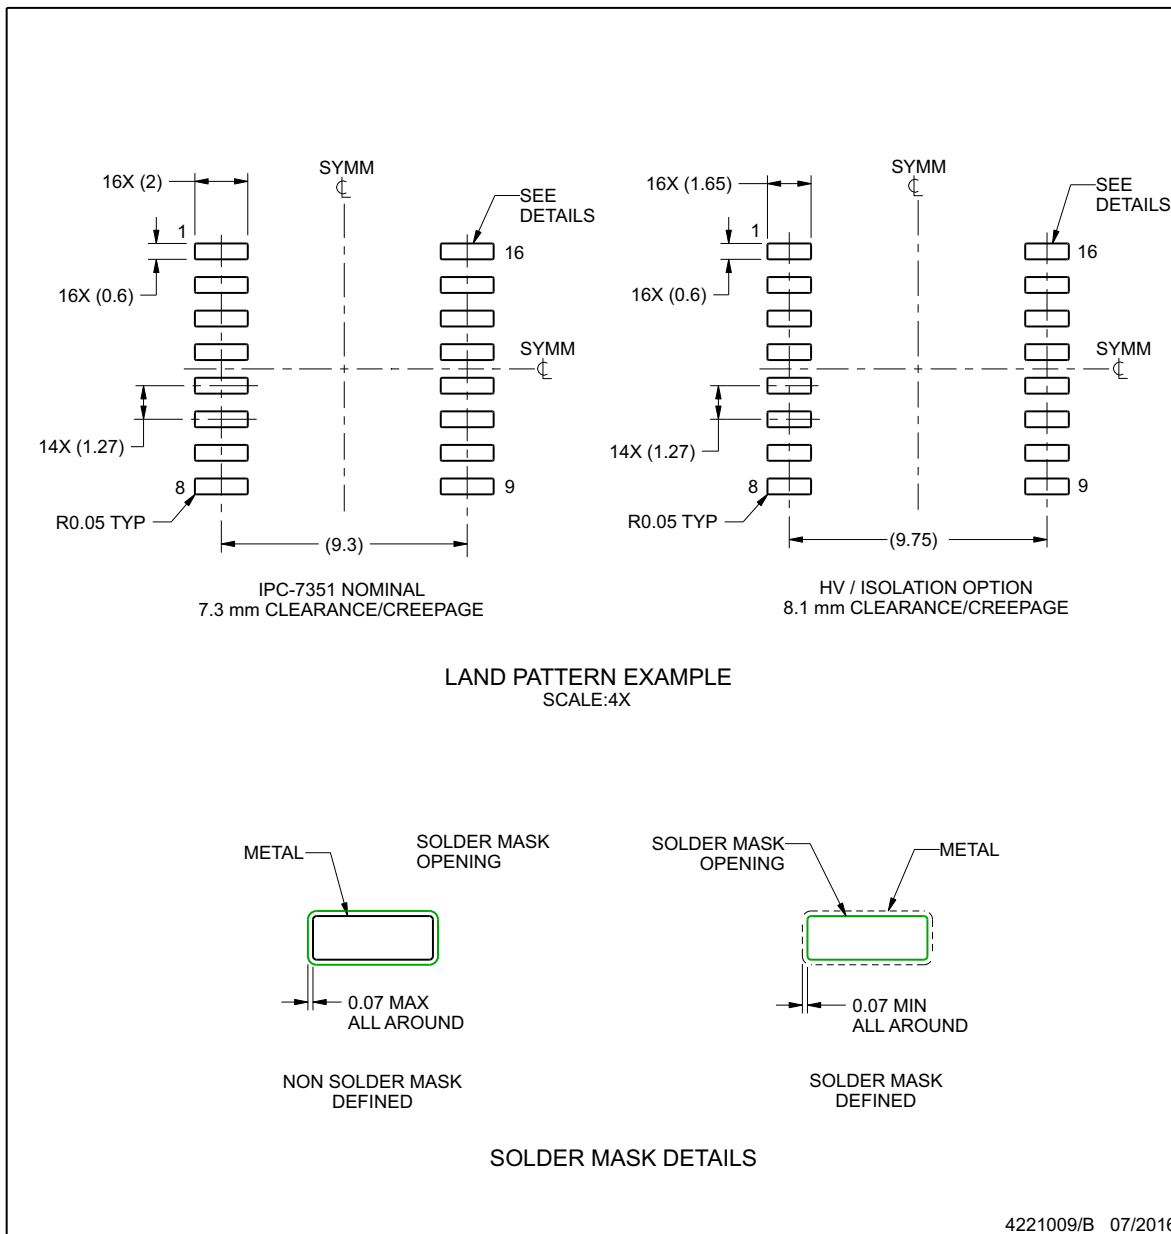 SYMM
℄
16X (2)
SEE
DETAILS
1
16
16X (0.6)
SYMM
℄
14X (1.27)
8
9
R0.05 TYP
(9.3)
IPC-7351 NOMINAL
7.3 mm CLEARANCE/CREEPAGE
SYMM
℄
16X (1.65)
SEE
DETAILS
1
16
16X (0.6)
SYMM
℄
14X (1.27)
8
9
R0.05 TYP
(9.75)
HV / ISOLATION OPTION
8.1 mm CLEARANCE/CREEPAGE
LAND PATTERN EXAMPLE
SCALE:4X
METAL
SOLDER MASK
OPENING
0.07 MAX
ALL AROUND
NON SOLDER MASK
DEFINED
SOLDER MASK
OPENING
METAL
0.07 MIN
ALL AROUND
SOLDER MASK
DEFINED
SOLDER MASK DETAILS
4221009/B 07/2016